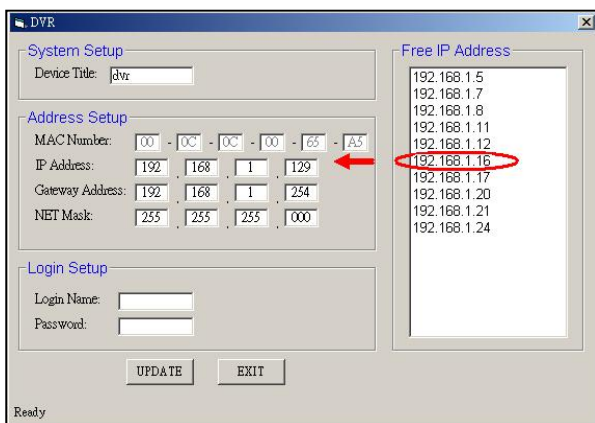 DVR
System Setup
Device Title: dvr
Address Setup
MAC Number: 00 - 0C - 0C - 00 - 65 - A5
IP Address: 192 . 168 . 1 . 129
Gateway Address: 192 . 168 . 1 . 254
NET Mask: 255 . 255 . 255 . 000
Login Setup
Login Name:
Password:
UPDATE EXIT
Ready
Free IP Address
192.168.1.5
192.168.1.7
192.168.1.8
192.168.1.11
192.168.1.12
192.168.1.16
192.168.1.17
192.168.1.20
192.168.1.21
192.168.1.24